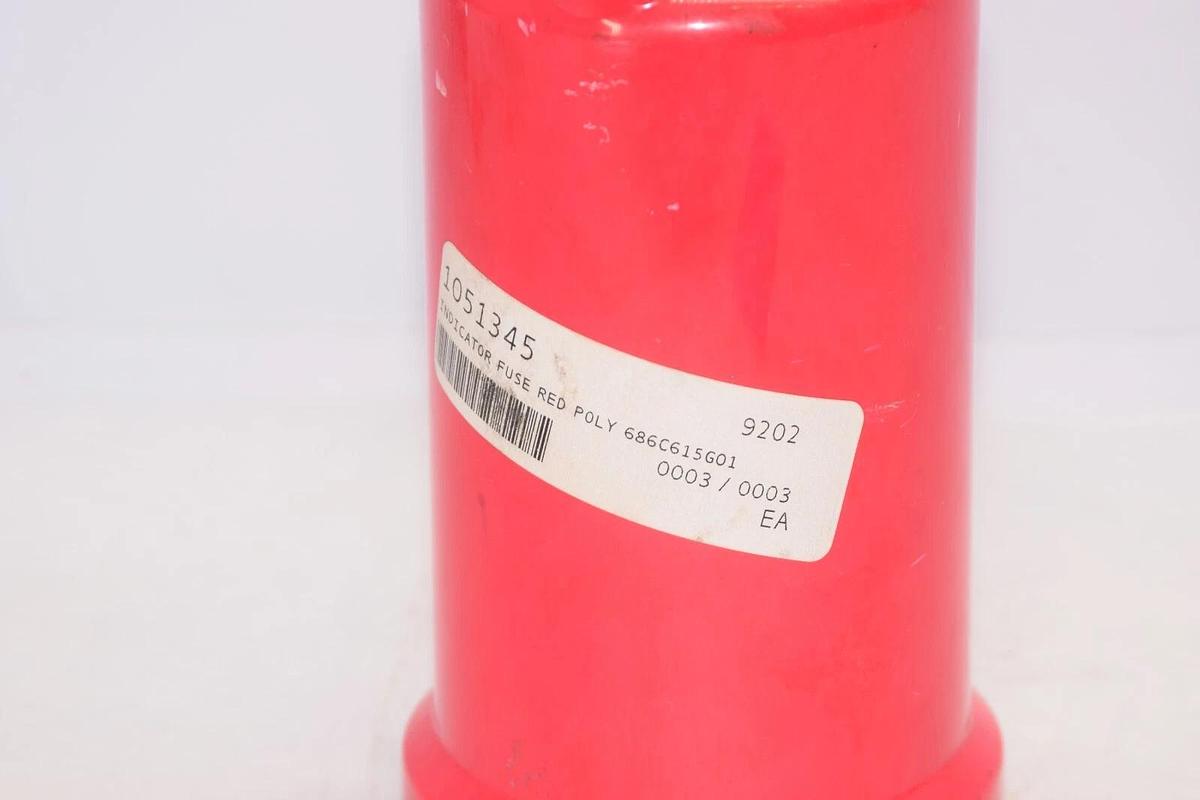 1051345
9202
INDICATOR FUSE RED POLY 686C615G01
0003 / 0003
EA